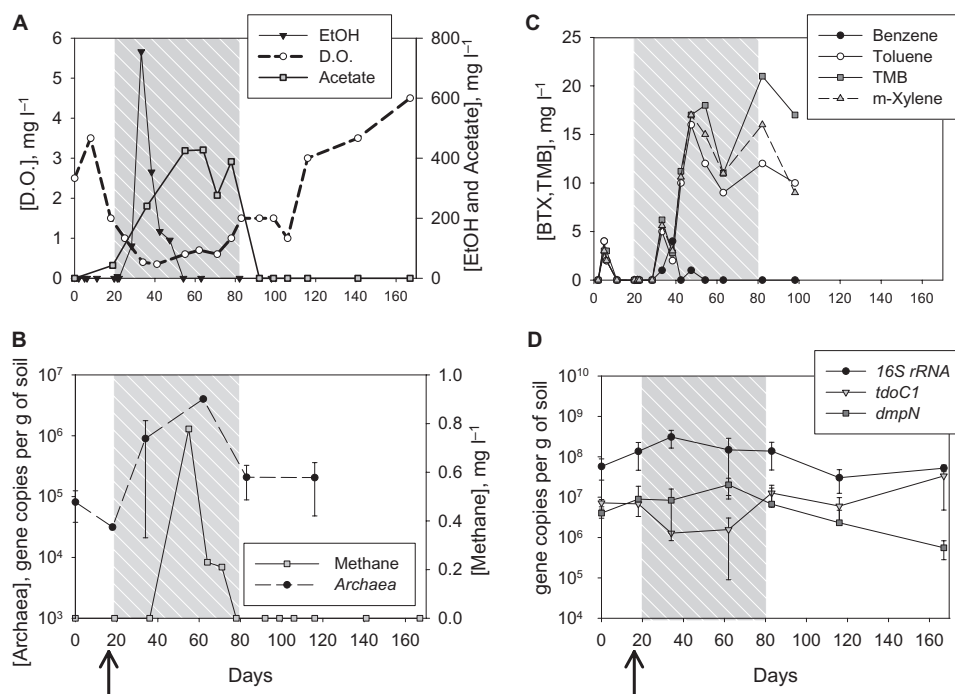 A
EtOH
D.O.
Acetate
[D.O.], mg l–1
6
5
4
3
2
1
0
800
600
400
200
0
[EtOH and Acetate], mg l–1
0 20 40 60 80 100 120 140 160
C
Benzene
Toluene
TMB
m-Xylene
[BTX,TMB], mg l–1
25
20
15
10
5
0
0 20 40 60 80 100 120 140 160
B
[Archaea], gene copies per g of soil
107
106
105
104
103
1.0
0.8
0.6
0.4
0.2
0.0
[Methane], mg l–1
Methane
Archaea
0 20 40 60 80 100 120 140 160
Days
D
16S rRNA
tdoC1
dmpN
gene copies per g of soil
1010
109
108
107
106
105
104
0 20 40 60 80 100 120 140 160
Days